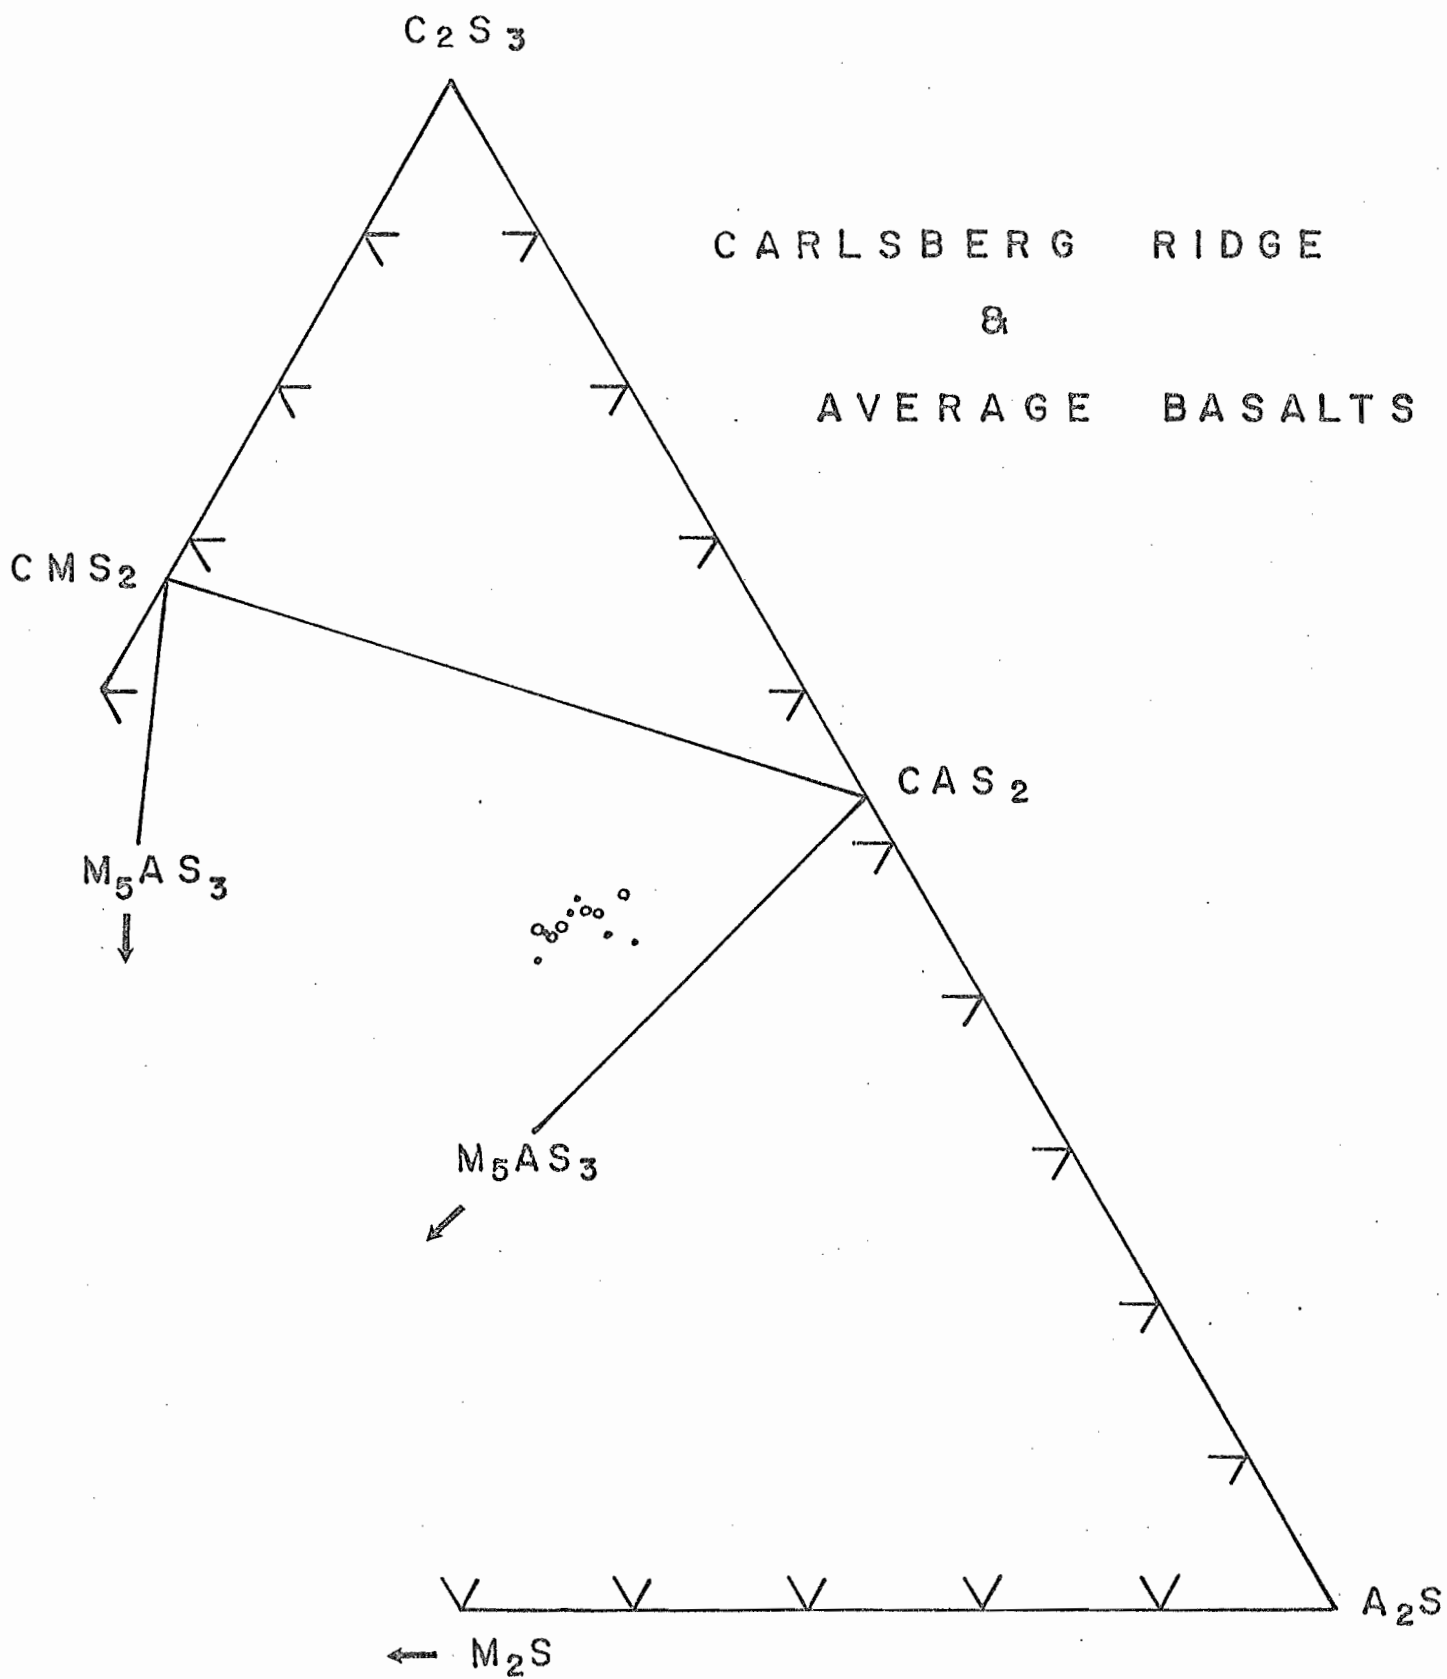 C₂S₃
CARLSBERG RIDGE
&
AVERAGE BASALTS
CMS₂
CAS₂
M₅AS₃
M₅AS₃
A₂S
M₂S